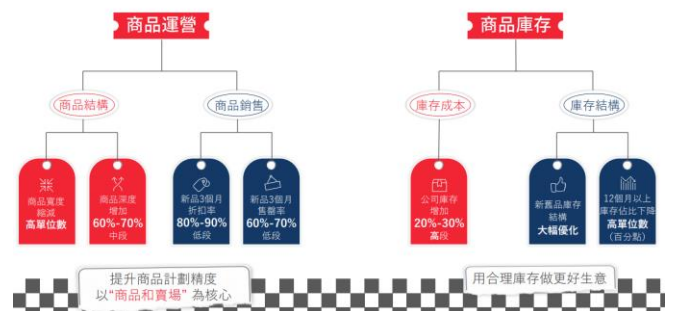 商品運營
商品庫存
商品結構
商品銷售
庫存成本
庫存結構
商品寬度
縮減
高單位數
商品深度
增加
60%-70%
中段
新品3個月
折扣率
80%-90%
低段
新品3個月
售罄率
60%-70%
低段
公司庫存
增加
20%-30%
高段
新舊品庫存
結構
大幅優化
12個月以上
庫存佔比下降
高單位數
(百分點)
提升商品計劃精度
以“商品和賣場” 為核心
用合理庫存做更好生意